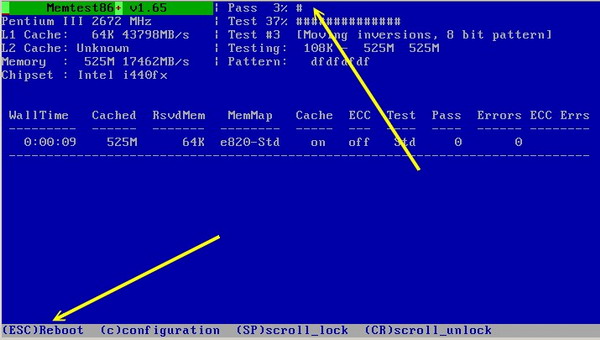 Memtest86+ v1.65 | Pass 3% #
Pentium III 2672 MHz | Test 37% ##############
L1 Cache: 64K 43798MB/s | Test #3 [Moving inversions, 8 bit pattern]
L2 Cache: Unknown | Testing: 108K - 525M 525M
Memory : 525M 17462MB/s | Pattern: dfdfdfdf
Chipset : Intel i440fx
WallTime Cached RsvdMem MemMap Cache ECC Test Pass Errors ECC Errs
0:00:09 525M 64K e820-Std on off Std 0 0
(ESC)Reboot (c)configuration (SP)scroll_lock (CR)scroll_unlock